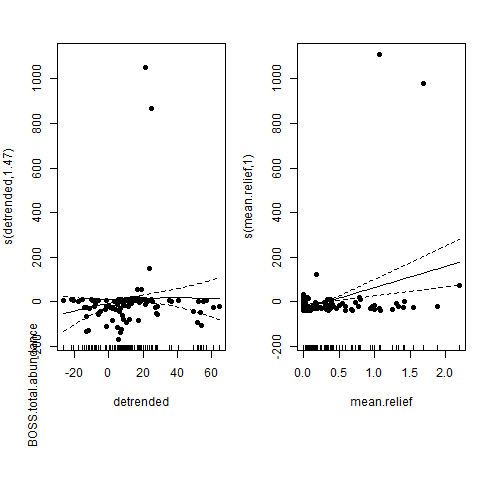 s(detrended,1.47)
1000
800
600
400
200
0
-200
-20 0 20 40 60
detrended
BOSS.total.abundance
s(mean.relief,1)
1000
800
600
400
200
0
-200
0.0 0.5 1.0 1.5 2.0
mean.relief